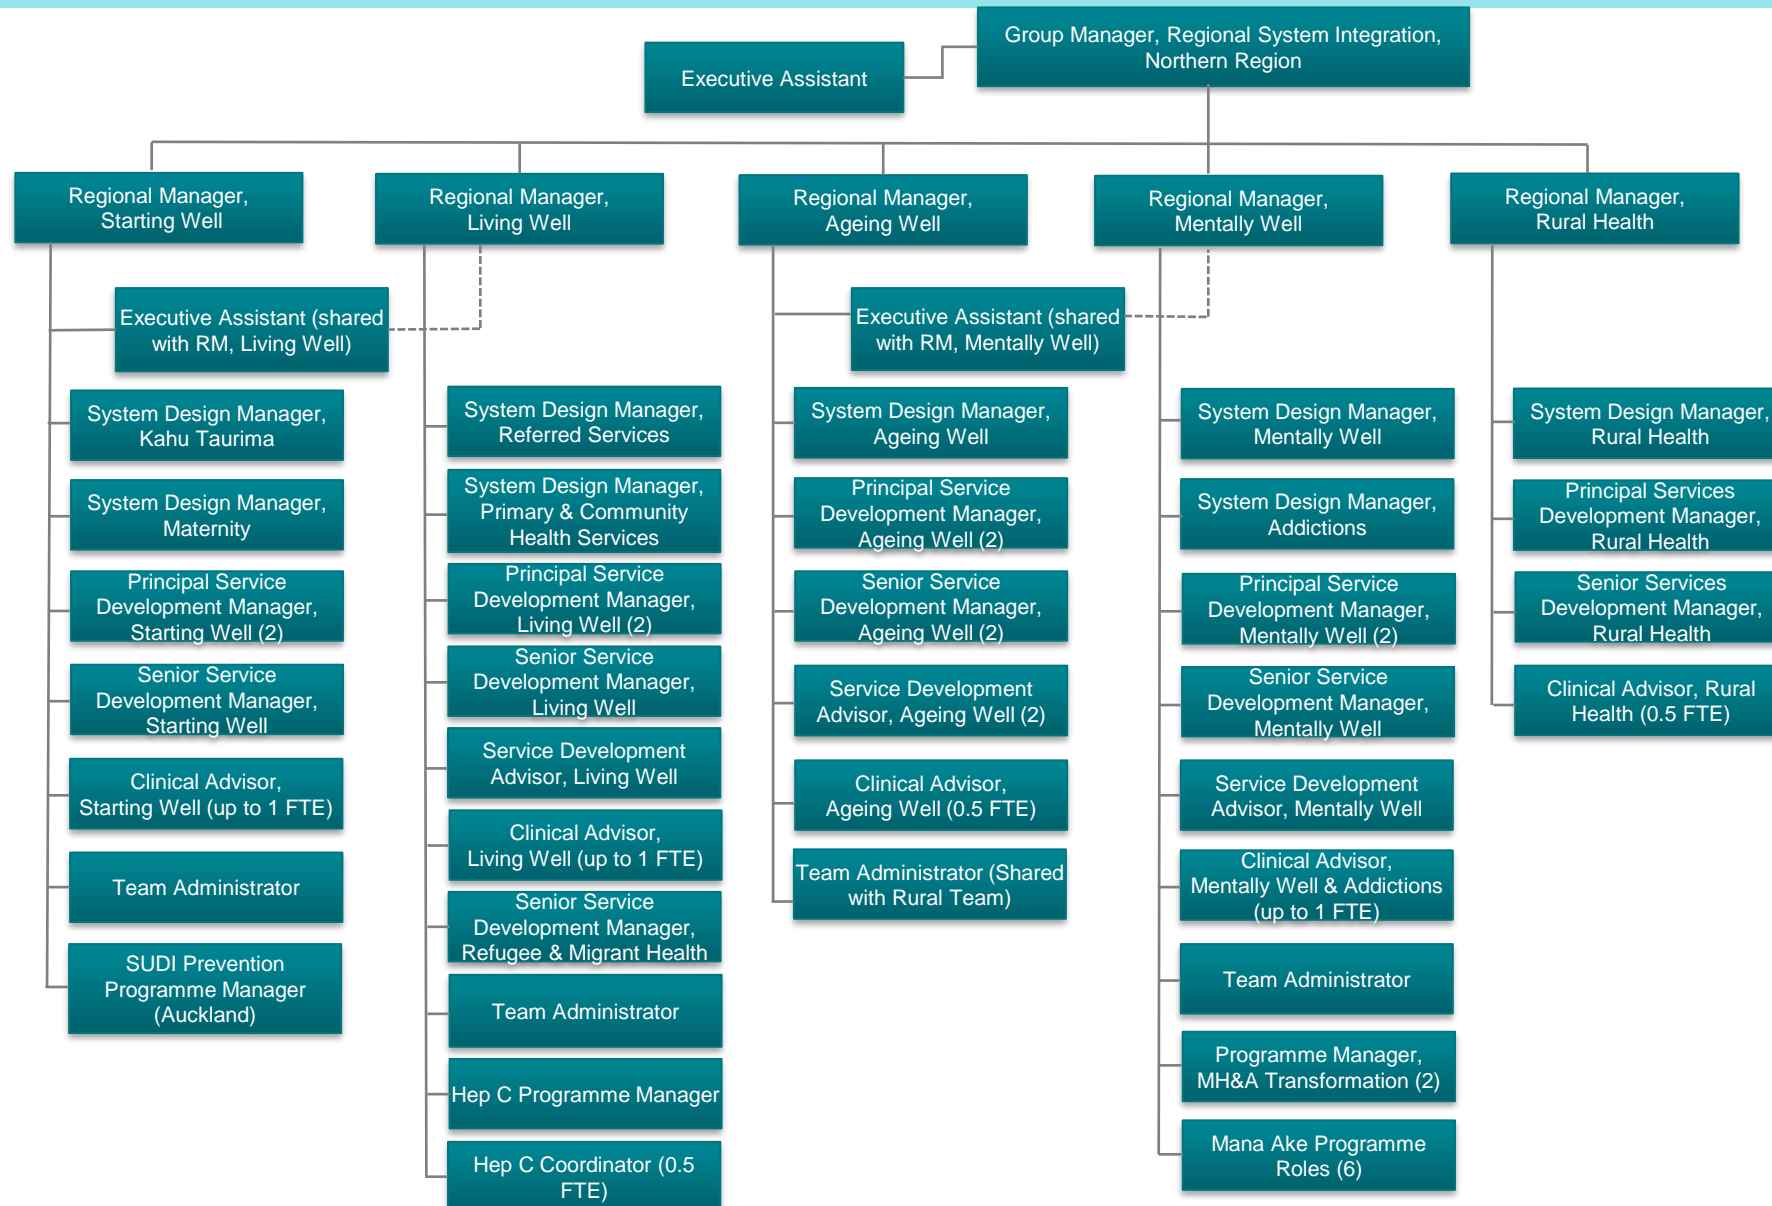 Group Manager, Regional System Integration,
Northern Region
Executive Assistant
Regional Manager,
Starting Well
Regional Manager,
Living Well
Regional Manager,
Ageing Well
Regional Manager,
Mentally Well
Regional Manager,
Rural Health
Executive Assistant (shared
with RM, Living Well)
System Design Manager,
Kahu Taurima
System Design Manager,
Maternity
Principal Service
Development Manager,
Starting Well (2)
Senior Service
Development Manager,
Starting Well
Clinical Advisor,
Starting Well (up to 1 FTE)
Team Administrator
SUDI Prevention
Programme Manager
(Auckland)
System Design Manager,
Referred Services
System Design Manager,
Primary & Community
Health Services
Principal Service
Development Manager,
Living Well (2)
Senior Service
Development Manager,
Living Well
Service Development
Advisor, Living Well
Clinical Advisor,
Living Well (up to 1 FTE)
Senior Service
Development Manager,
Refugee & Migrant Health
Team Administrator
Hep C Programme Manager
Hep C Coordinator (0.5
FTE)
Executive Assistant (shared
with RM, Mentally Well)
System Design Manager,
Ageing Well
Principal Service
Development Manager,
Ageing Well (2)
Senior Service
Development Manager,
Ageing Well (2)
Service Development
Advisor, Ageing Well (2)
Clinical Advisor,
Ageing Well (0.5 FTE)
Team Administrator (Shared
with Rural Team)
System Design Manager,
Mentally Well
System Design Manager,
Addictions
Principal Service
Development Manager,
Mentally Well (2)
Senior Service
Development Manager,
Mentally Well
Service Development
Advisor, Mentally Well
Clinical Advisor,
Mentally Well & Addictions
(up to 1 FTE)
Team Administrator
Programme Manager,
MH&A Transformation (2)
Mana Ake Programme
Roles (6)
System Design Manager,
Rural Health
Principal Services
Development Manager,
Rural Health
Senior Services
Development Manager,
Rural Health
Clinical Advisor, Rural
Health (0.5 FTE)